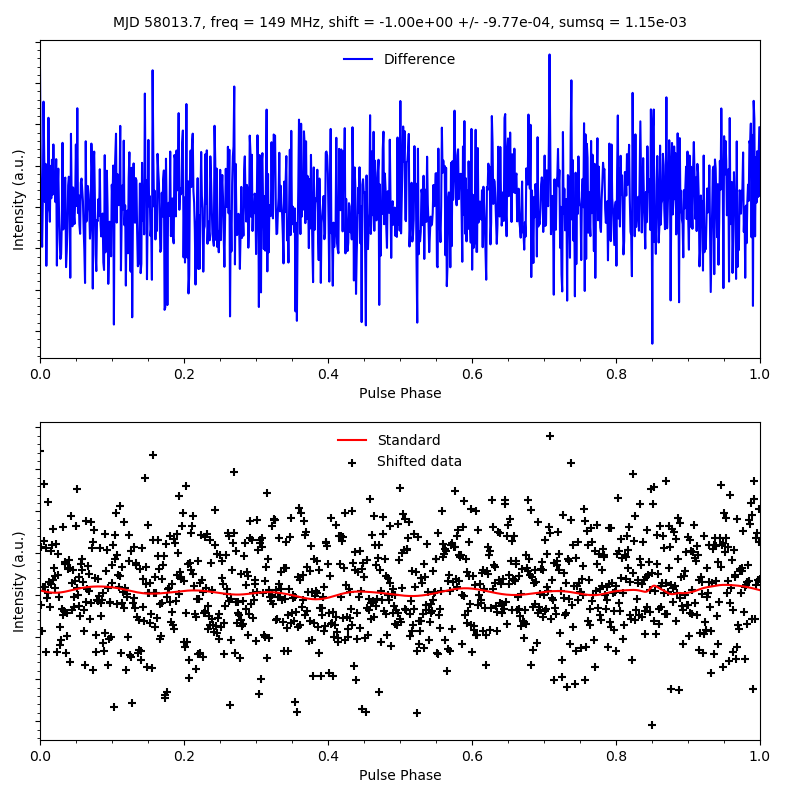 MJD 58013.7, freq = 149 MHz, shift = -1.00e+00 +/- -9.77e-04, sumsq = 1.15e-03
Difference
Intensity (a.u.)
0.0 0.2 0.4 0.6 0.8 1.0
Pulse Phase
Standard
Shifted data
Intensity (a.u.)
0.0 0.2 0.4 0.6 0.8 1.0
Pulse Phase